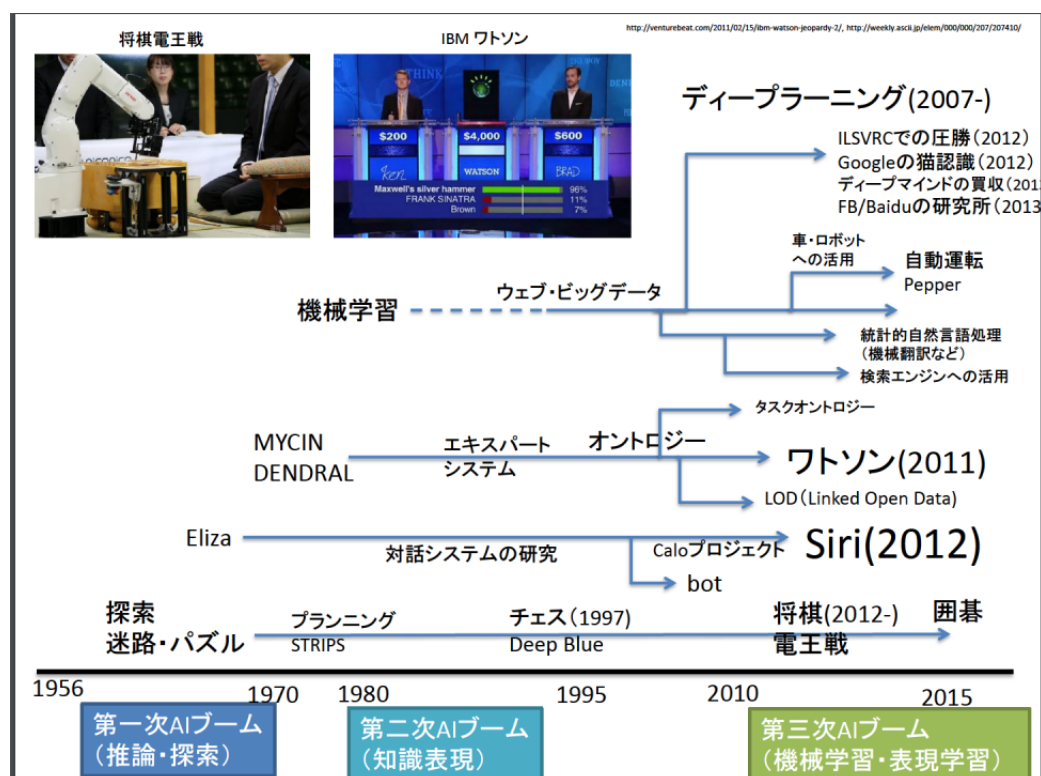 http://venturebeat.com/2011/02/15/ibm-watson-jeopardy-2/, http://weekly.ascii.jp/elem/000/000/207/207410/
将棋電王戦
IBM ワトソン
THINK
$200
$4,000
$600
Ken
WATSON
BRAD
Maxwell's silver hammer 96%
FRANK SINATRA 11%
Brown 7%
ディープラーニング(2007-)
ILSVRCでの圧勝(2012)
Googleの猫認識(2012)
ディープマインドの買収(201
FB/Baiduの研究所(2013
車・ロボット
への活用
自動運転
Pepper
機械学習
ウェブ・ビッグデータ
統計的自然言語処理
(機械翻訳など)
検索エンジンへの活用
タスクオントロジー
MYCIN
DENDRAL
エキスパート
システム
オントロジー
ワトソン(2011)
LOD(Linked Open Data)
Eliza
対話システムの研究
Caloプロジェクト
Siri(2012)
bot
探索
迷路・パズル
プランニング
STRIPS
チェス(1997)
Deep Blue
将棋(2012-)
電王戦
囲碁
1956
1970
1980
1995
2010
2015
第一次AIブーム
(推論・探索)
第二次AIブーム
(知識表現)
第三次AIブーム
(機械学習・表現学習)